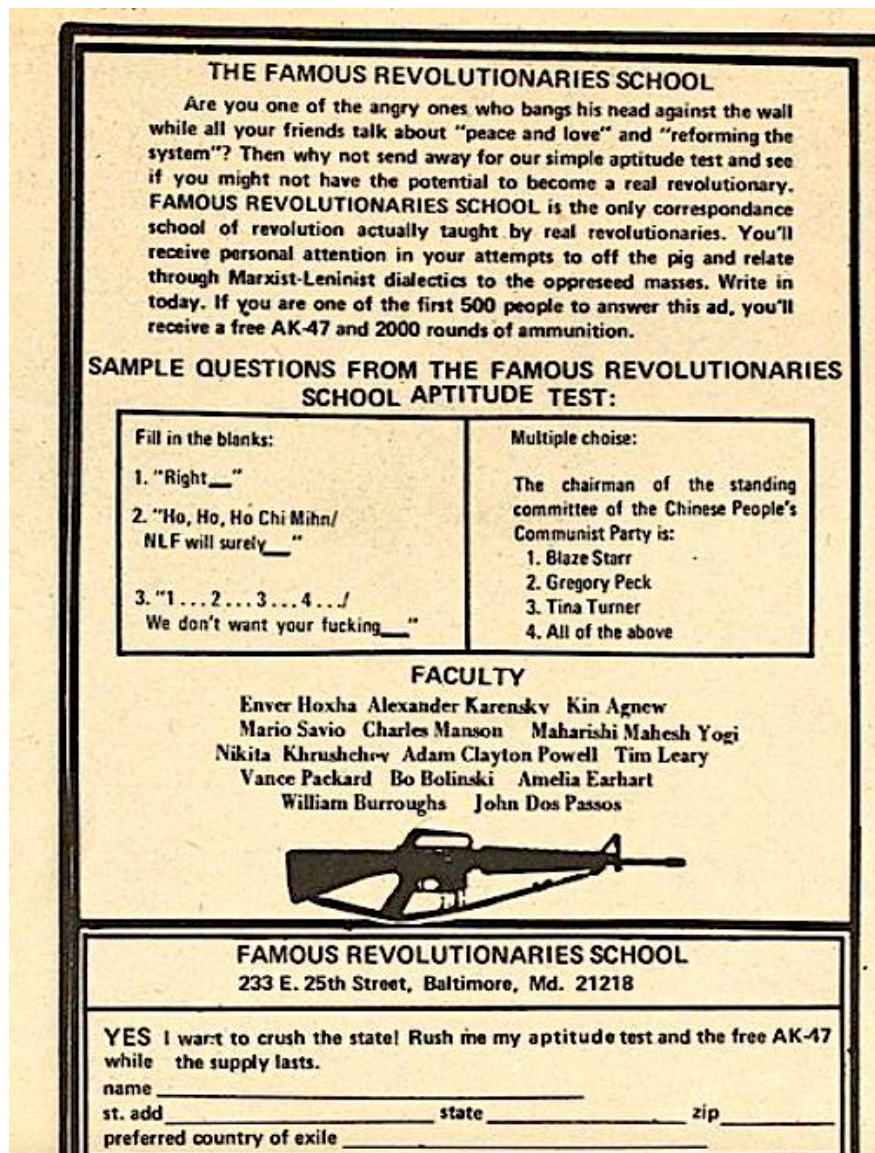 THE FAMOUS REVOLUTIONARIES SCHOOL
Are you one of the angry ones who bangs his head against the wall
while all your friends talk about "peace and love" and "reforming the
system"? Then why not send away for our simple aptitude test and see
if you might not have the potential to become a real revolutionary.
FAMOUS REVOLUTIONARIES SCHOOL is the only correspondance
school of revolution actually taught by real revolutionaries. You'll
receive personal attention in your attempts to off the pig and relate
through Marxist-Leninist dialectics to the oppreseed masses. Write in
today. If you are one of the first 500 people to answer this ad, you'll
receive a free AK-47 and 2000 rounds of ammunition.
SAMPLE QUESTIONS FROM THE FAMOUS REVOLUTIONARIES
SCHOOL APTITUDE TEST:
Fill in the blanks:
1. "Right__"
2. "Ho, Ho, Ho Chi Mihn/
NLF will surely__"
3. "1 . . . 2 . . . 3 . . . 4 . . ./
We don't want your fucking__"
Multiple choise:
The chairman of the standing
committee of the Chinese People's
Communist Party is:
1. Blaze Starr
2. Gregory Peck
3. Tina Turner
4. All of the above
FACULTY
Enver Hoxha Alexander Karensky Kin Agnew
Mario Savio Charles Manson Maharishi Mahesh Yogi
Nikita Khrushchev Adam Clayton Powell Tim Leary
Vance Packard Bo Bolinski Amelia Earhart
William Burroughs John Dos Passos
FAMOUS REVOLUTIONARIES SCHOOL
233 E. 25th Street, Baltimore, Md. 21218
YES I want to crush the state! Rush me my aptitude test and the free AK-47
while the supply lasts.
name
st. add state zip
preferred country of exile